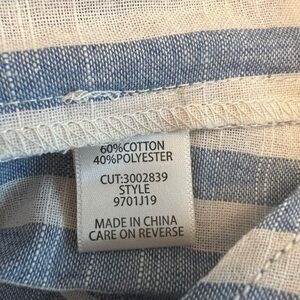 60%COTTON
40%POLYESTER
CUT:3002839
STYLE
9701J19
MADE IN CHINA
CARE ON REVERSE